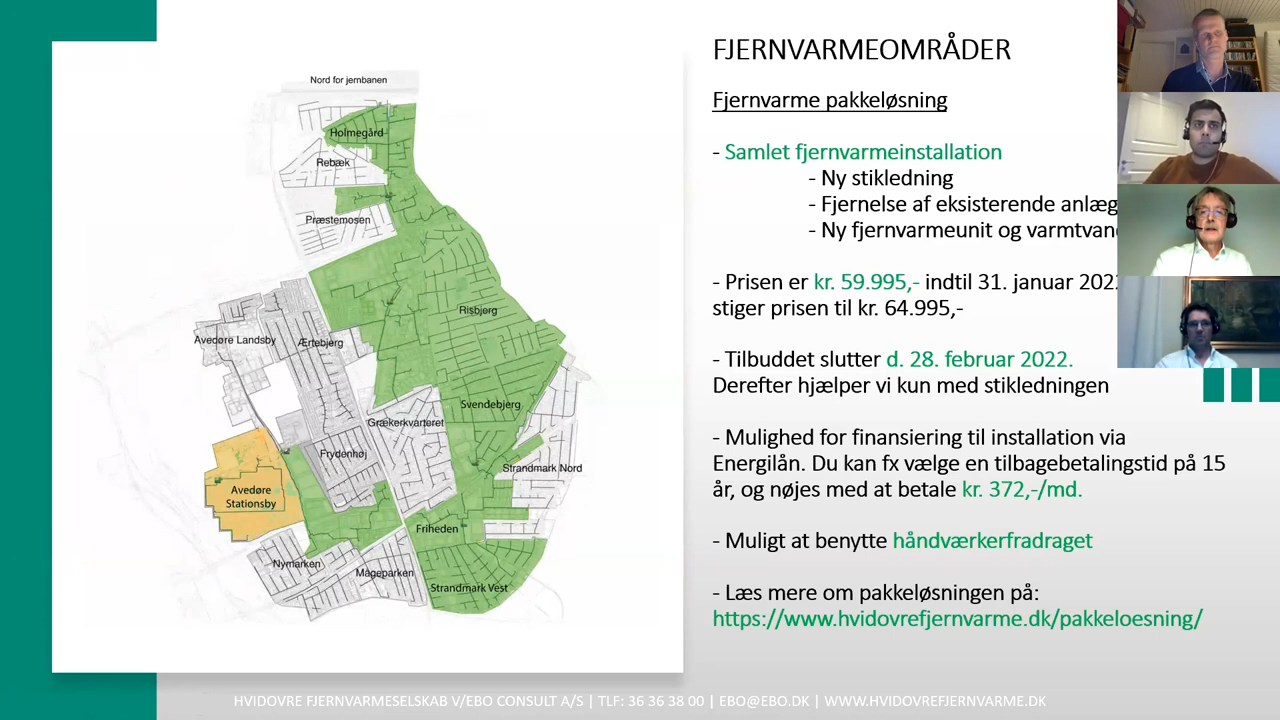 FJERNVARMEOMRÅDER
Fjernvarme pakkeløsning
- Samlet fjernvarmeinstallation
- Ny stikledning
- Fjernelse af eksisterende anlæg
- Ny fjernvarmeunit og
- Prisen er kr. 59.995,- indtil 31. januar
stiger prisen til kr. 64.995,-
- Tilbuddet slutter d. 28. februar 2022.
Derefter hjælper vi kun med stikledningen
- Mulighed for finansiering til installation via
Energilån. Du kan fx vælge en tilbagebetalingstid på 15
år, og nøjes med at betale kr. 372,-/md.
- Muligt at benytte håndværkerfradraget
- Læs mere om pakkeløsningen på:
https://www.hvidovrefjernvarme.dk/pakkeloesning/
Nord for jernbanen
Holmegård
Rebæk
Præstemosen
Risbjerg
Avedøre Landsby
Ærtebjerg
Svendebjerg
Grækerkvarteret
Frydenhøj
Strandmark Nord
Avedøre
Stationsby
Friheden
Nymarken
Mågeparken
Strandmark Vest
HVIDOVRE FJERNVARMESELSKAB V/EBO CONSULT A/S | TLF: 36 36 38 00 | EBO@EBO.DK | WWW.HVIDOVREFJERNVARME.DK